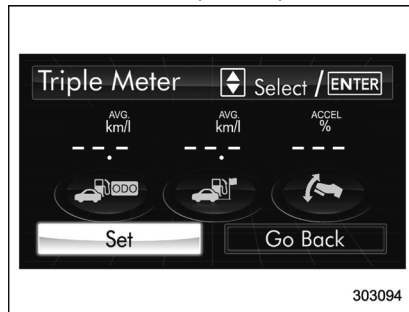 Triple Meter Select / ENTER
AVG. AVG. ACCEL
km/l km/l %
--.- --.- ---
ODO
Set Go Back
303094